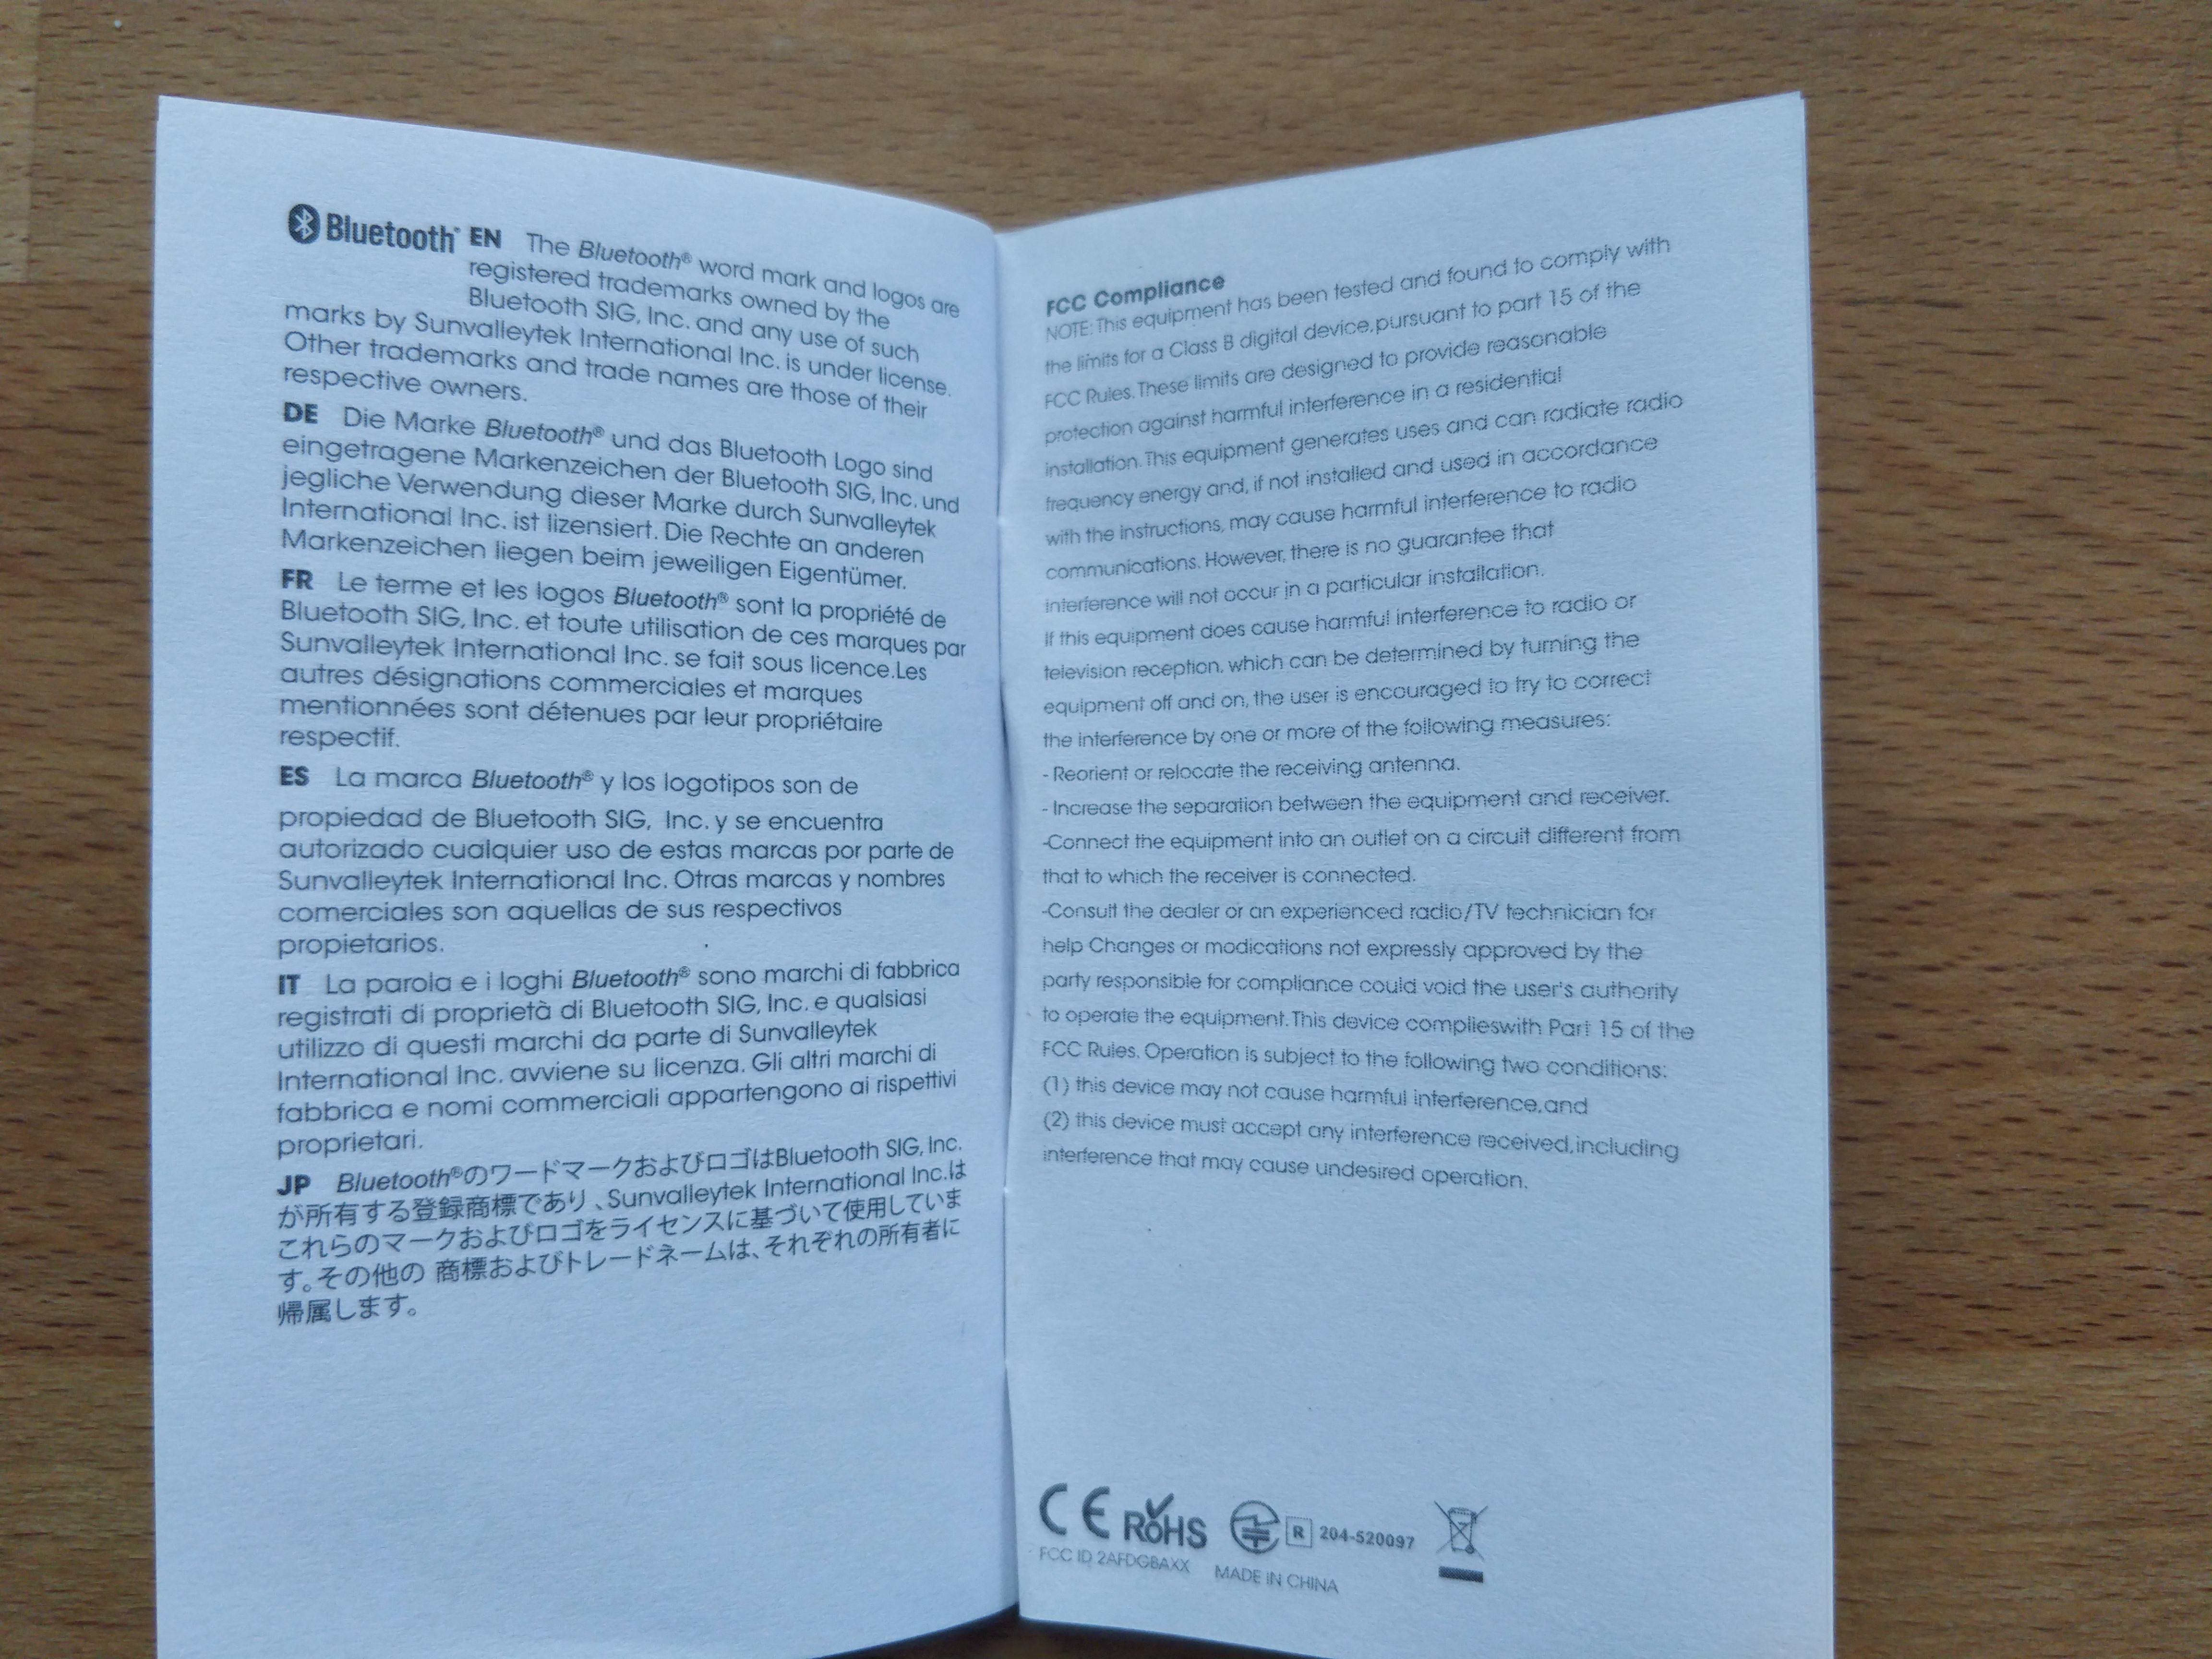 Bluetooth® EN The Bluetooth® word mark and logos are
registered trademarks owned by the
Bluetooth SIG, Inc. and any use of such
marks by Sunvalleytek International Inc. is under license.
Other trademarks and trade names are those of their
respective owners.
DE Die Marke Bluetooth® und das Bluetooth Logo sind
eingetragene Markenzeichen der Bluetooth SIG, Inc. und
jegliche Verwendung dieser Marke durch Sunvalleytek
International Inc. ist lizensiert. Die Rechte an anderen
Markenzeichen liegen beim jeweiligen Eigentümer.
FR Le terme et les logos Bluetooth® sont la propriété de
Bluetooth SIG, Inc. et toute utilisation de ces marques par
Sunvalleytek International Inc. se fait sous licence.Les
autres désignations commerciales et marques
mentionnées sont détenues par leur propriétaire
respectif.
ES La marca Bluetooth® y los logotipos son de
propiedad de Bluetooth SIG, Inc. y se encuentra
autorizado cualquier uso de estas marcas por parte de
Sunvalleytek International Inc. Otras marcas y nombres
comerciales son aquellas de sus respectivos
propietarios.
IT La parola e i loghi Bluetooth® sono marchi di fabbrica
registrati di proprietà di Bluetooth SIG, Inc. e qualsiasi
utilizzo di questi marchi da parte di Sunvalleytek
International Inc. avviene su licenza. Gli altri marchi di
fabbrica e nomi commerciali appartengono ai rispettivi
proprietari.
JP Bluetooth®のワードマークおよびロゴはBluetooth SIG, Inc.
が所有する登録商標であり、Sunvalleytek International Inc.は
これらのマークおよびロゴをライセンスに基づいて使用していま
す。その他の 商標およびトレードネームは、それぞれの所有者に
帰属します。
FCC Compliance
NOTE: This equipment has been tested and found to comply with
the limits for a Class B digital device,pursuant to part 15 of the
FCC Rules. These limits are designed to provide reasonable
protection against harmful interference in a residential
installation. This equipment generates uses and can radiate radio
frequency energy and, if not installed and used in accordance
with the instructions, may cause harmful interference to radio
communications. However, there is no guarantee that
interference will not occur in a particular installation.
If this equipment does cause harmful interference to radio or
television reception, which can be determined by turning the
equipment off and on, the user is encouraged to try to correct
the interference by one or more of the following measures:
- Reorient or relocate the receiving antenna.
- Increase the separation between the equipment and receiver.
-Connect the equipment into an outlet on a circuit different from
that to which the receiver is connected.
-Consult the dealer or an experienced radio/TV technician for
help Changes or modications not expressly approved by the
party responsible for compliance could void the user's authority
to operate the equipment. This device complieswith Part 15 of the
FCC Rules. Operation is subject to the following two conditions:
(1) this device may not cause harmful interference,and
(2) this device must accept any interference received,including
interference that may cause undesired operation.
CE RoHS R 204-520097
FCC ID 2AFDGBAXX MADE IN CHINA